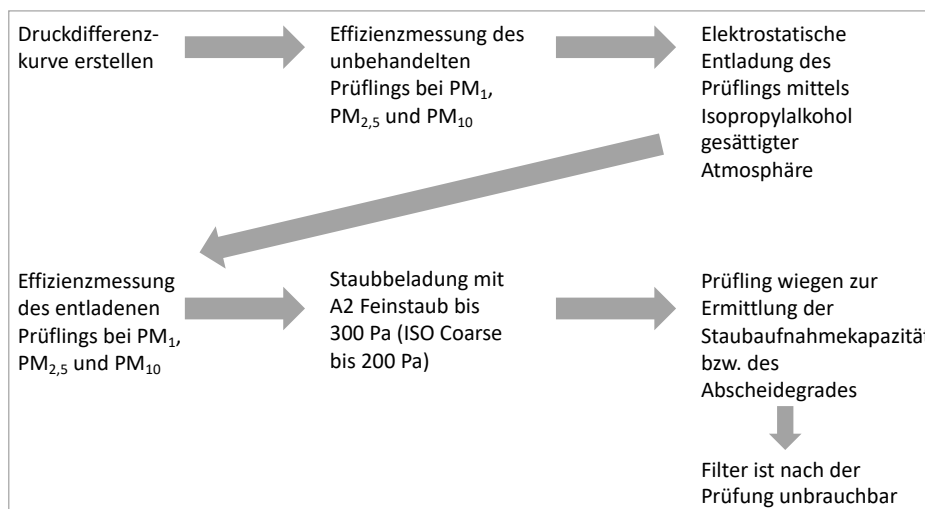 Druckdifferenz-
kurve erstellen
Effizienzmessung des
unbehandelten
Prüflings bei PM₁,
PM₂,₅ und PM₁₀
Elektrostatische
Entladung des
Prüflings mittels
Isopropylalkohol
gesättigter
Atmosphäre
Effizienzmessung
des entladenen
Prüflings bei PM₁,
PM₂,₅ und PM₁₀
Staubbeladung mit
A2 Feinstaub bis
300 Pa (ISO Coarse
bis 200 Pa)
Prüfling wiegen zur
Ermittlung der
Staubaufnahmekapazität
bzw. des
Abscheidegrades
Filter ist nach der
Prüfung unbrauchbar